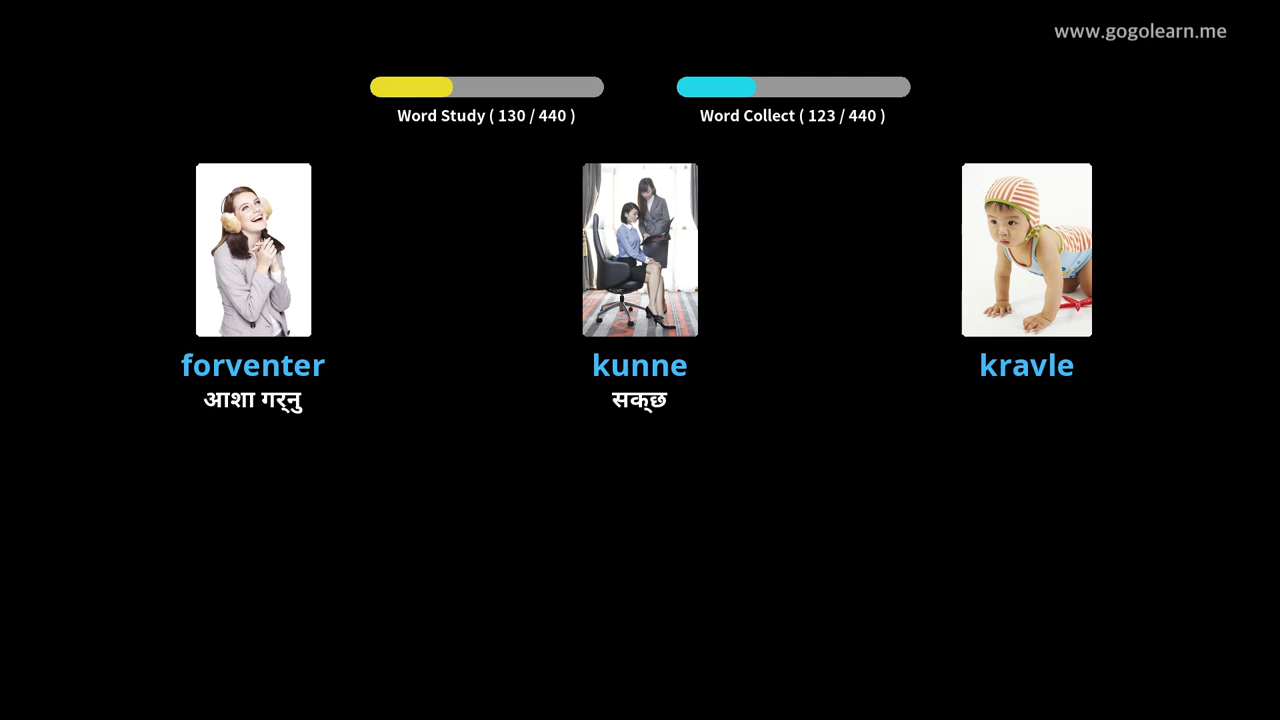 www.gogolearn.me
Word Study ( 130 / 440 )
Word Collect ( 123 / 440 )
forventer
kunne
kravle
आशा गर्‍नु
सक्छ